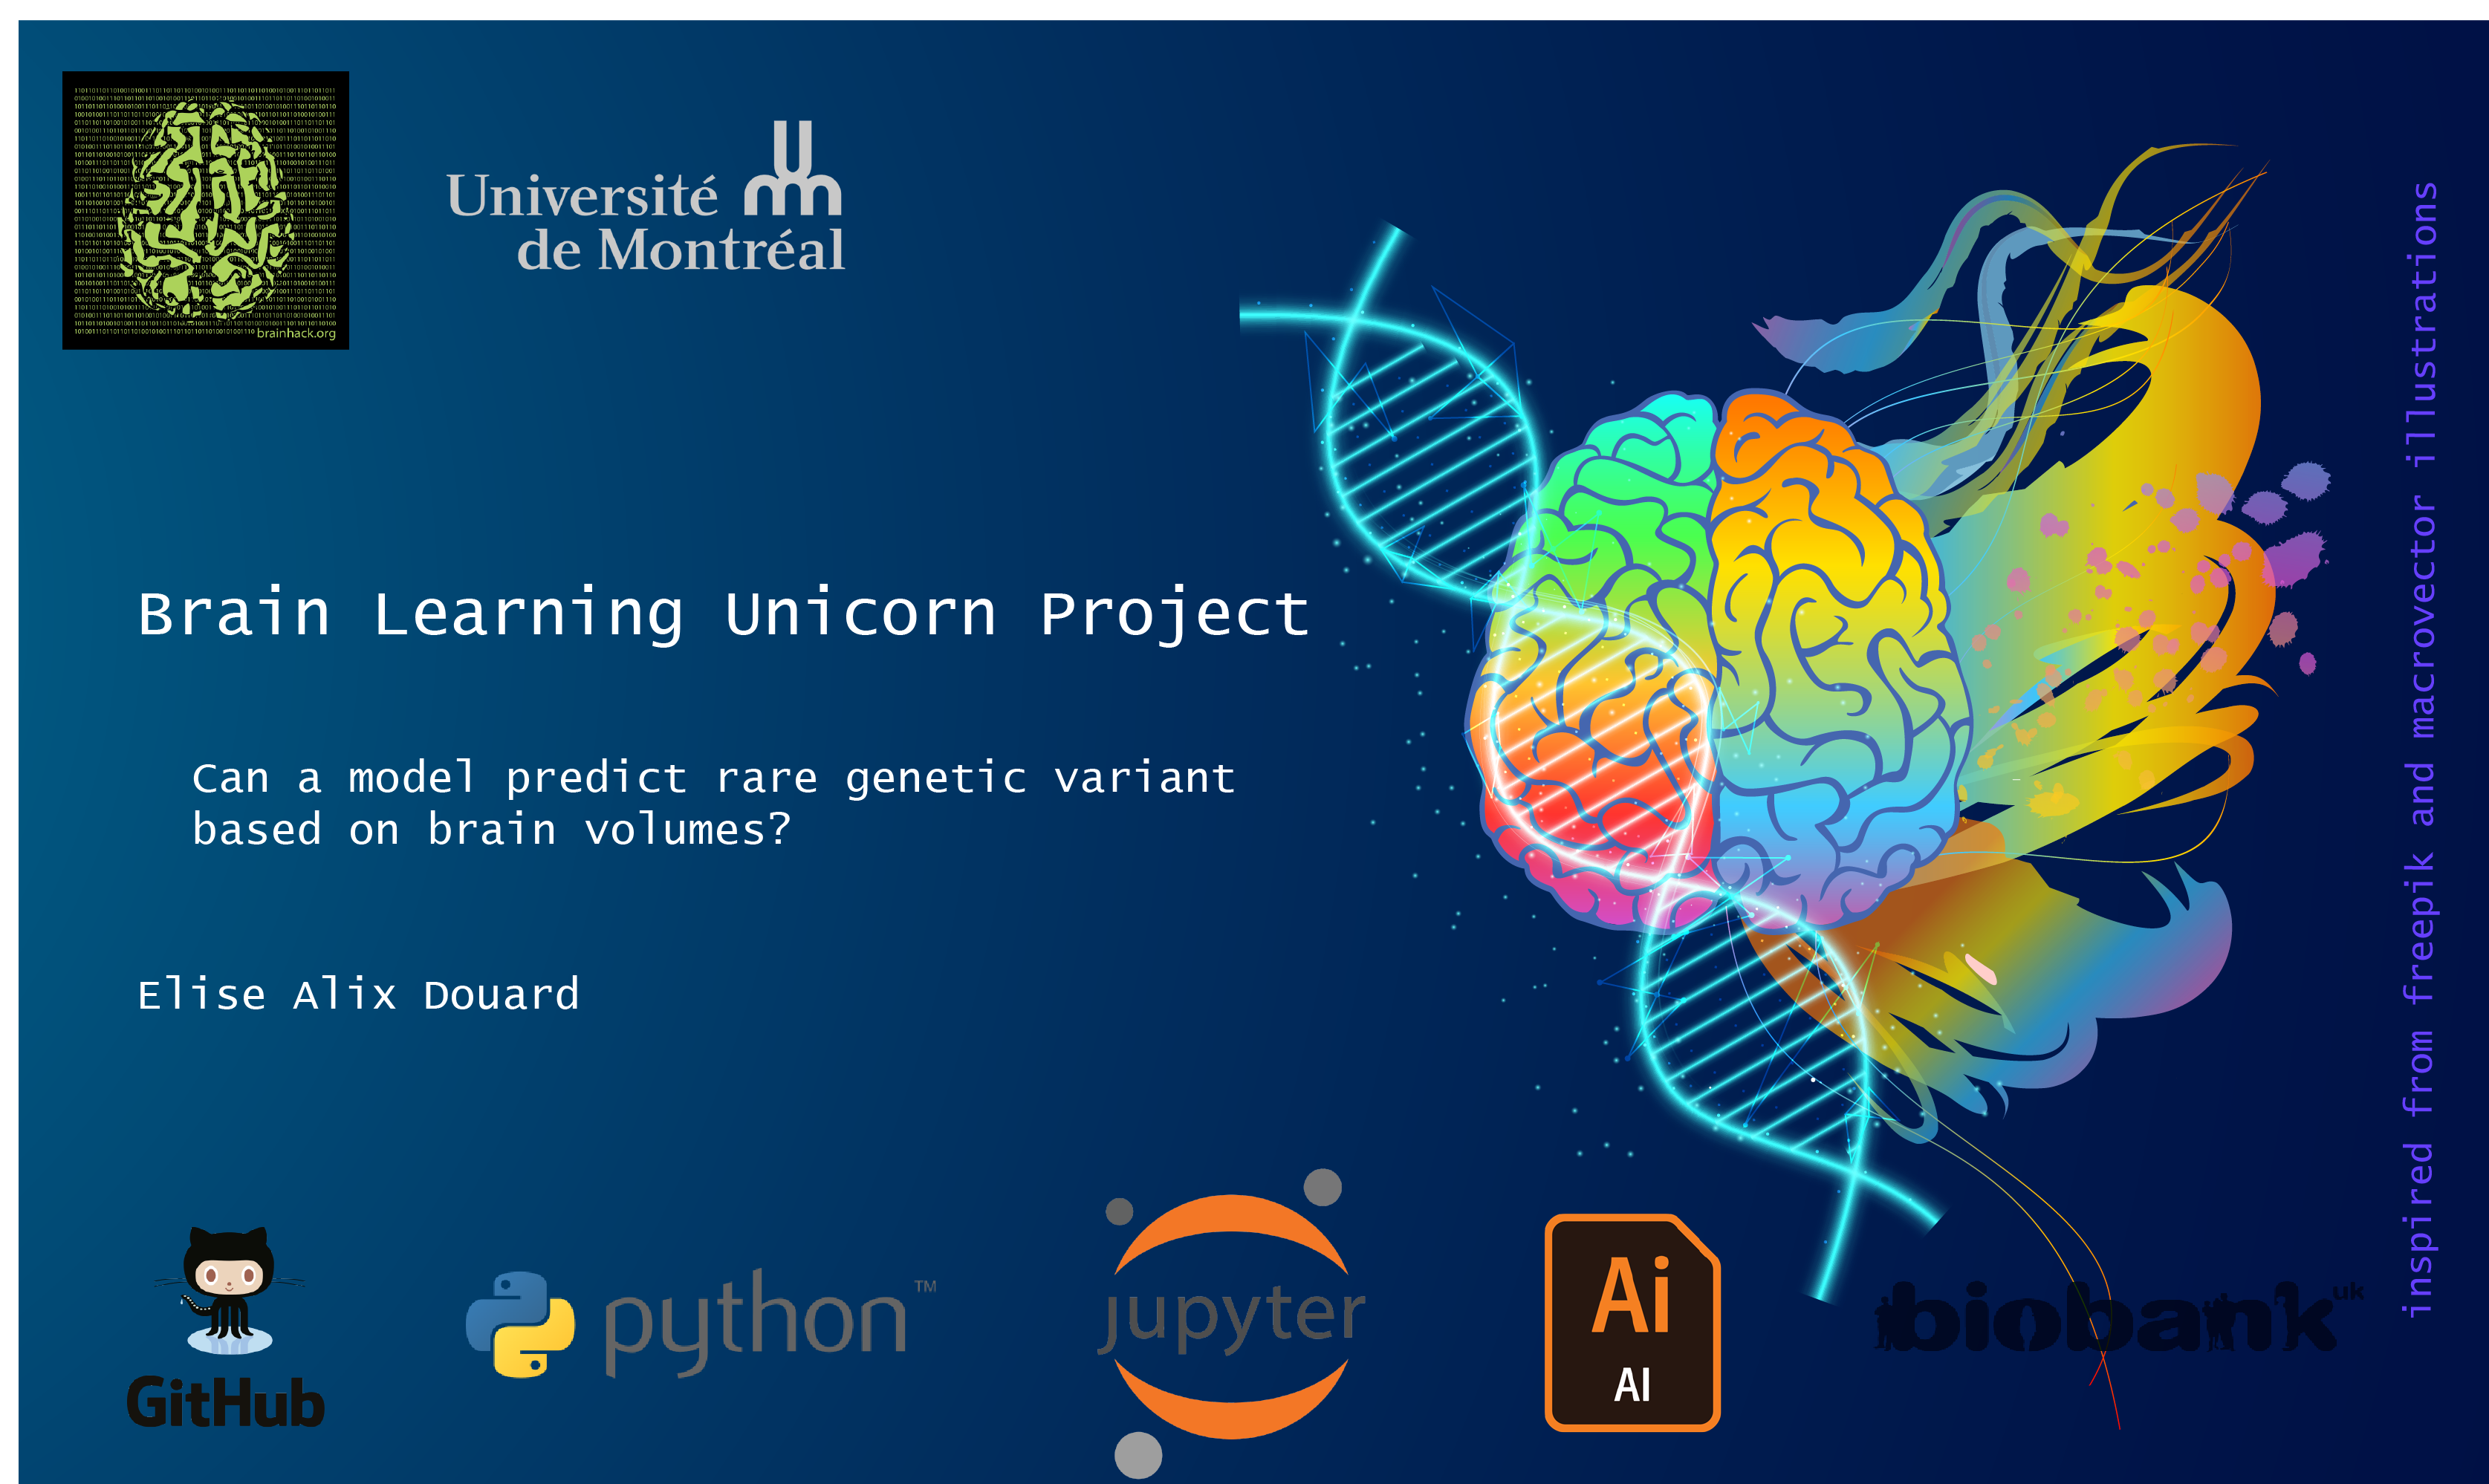 brainhack.org
Université
de Montréal
Brain Learning Unicorn Project
Can a model predict rare genetic variant
based on brain volumes?
Elise Alix Douard
GitHub
python™
jupyter
Ai
AI
biobank uk
inspired from freepik and macrovector illustrations